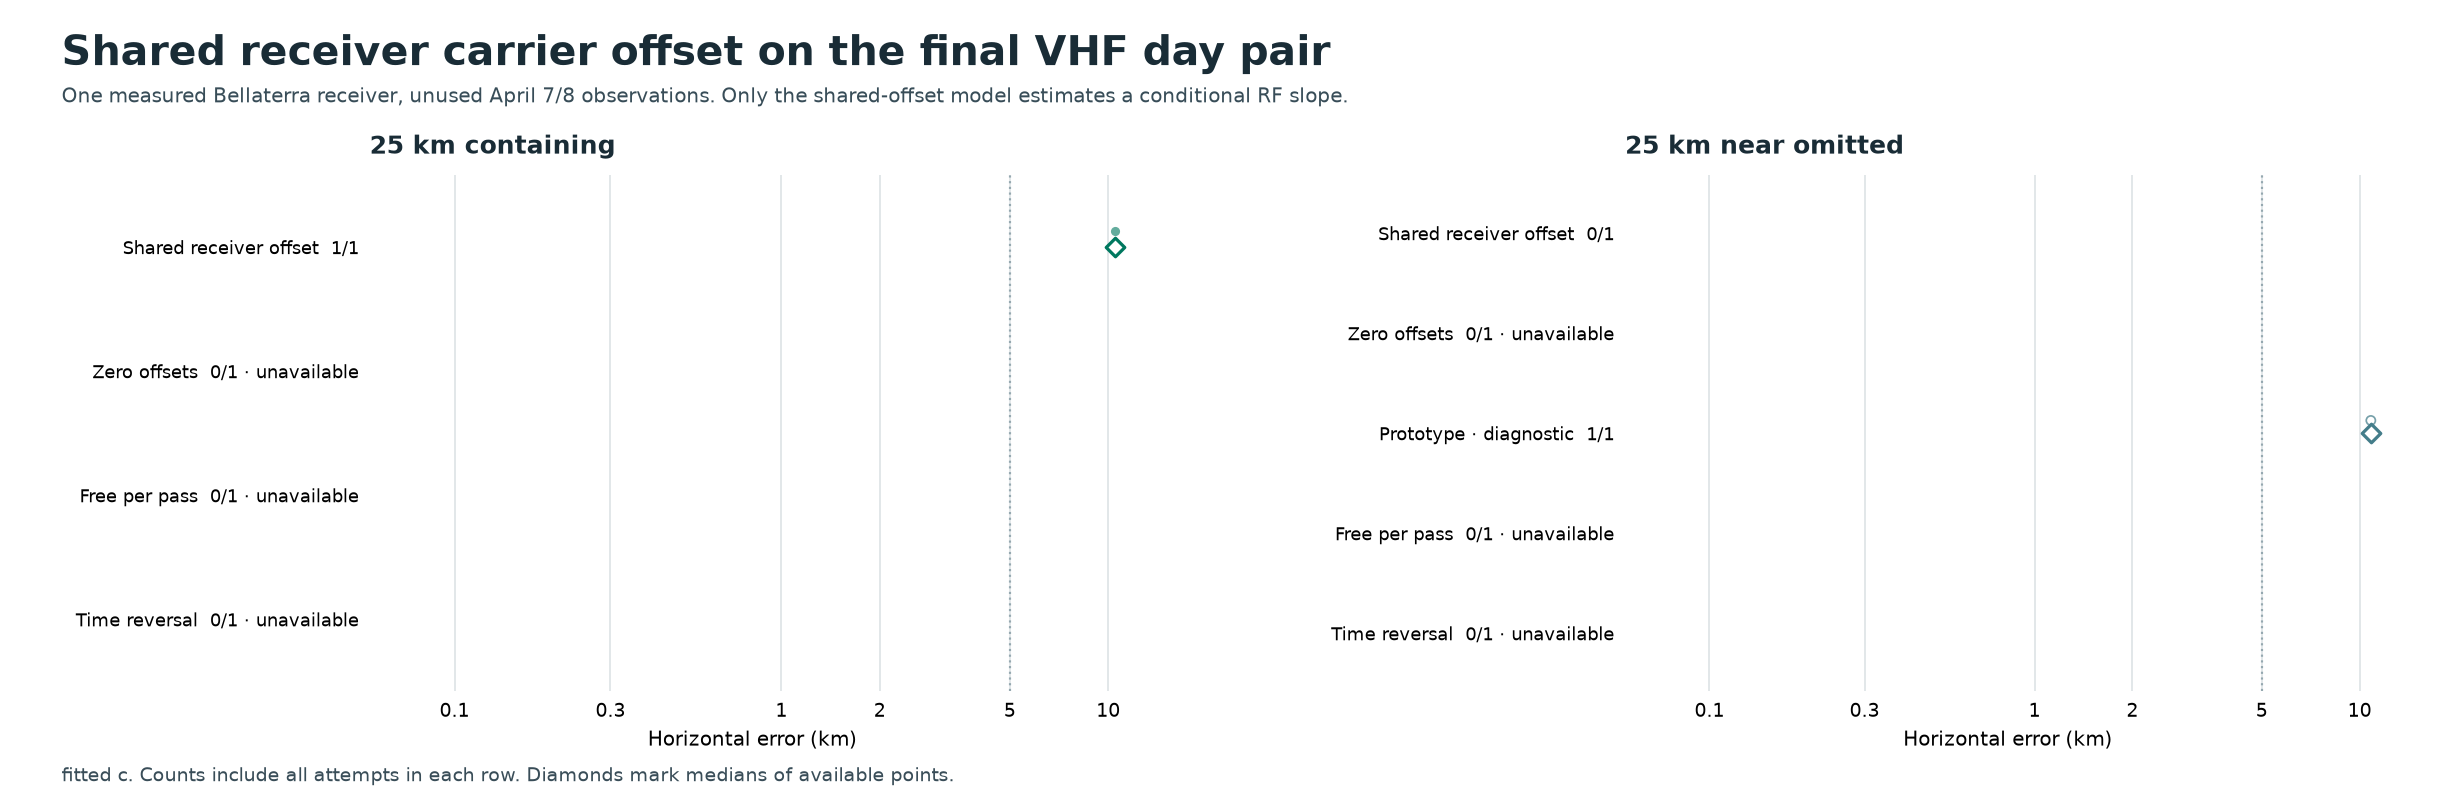 Shared receiver carrier offset on the final VHF day pair
One measured Bellaterra receiver, unused April 7/8 observations. Only the shared-offset model estimates a conditional RF slope.
25 km containing
Shared receiver offset 1/1
Zero offsets 0/1 · unavailable
Free per pass 0/1 · unavailable
Time reversal 0/1 · unavailable
0.1 0.3 1 2 5 10
Horizontal error (km)
25 km near omitted
Shared receiver offset 0/1
Zero offsets 0/1 · unavailable
Prototype · diagnostic 1/1
Free per pass 0/1 · unavailable
Time reversal 0/1 · unavailable
0.1 0.3 1 2 5 10
Horizontal error (km)
fitted c. Counts include all attempts in each row. Diamonds mark medians of available points.